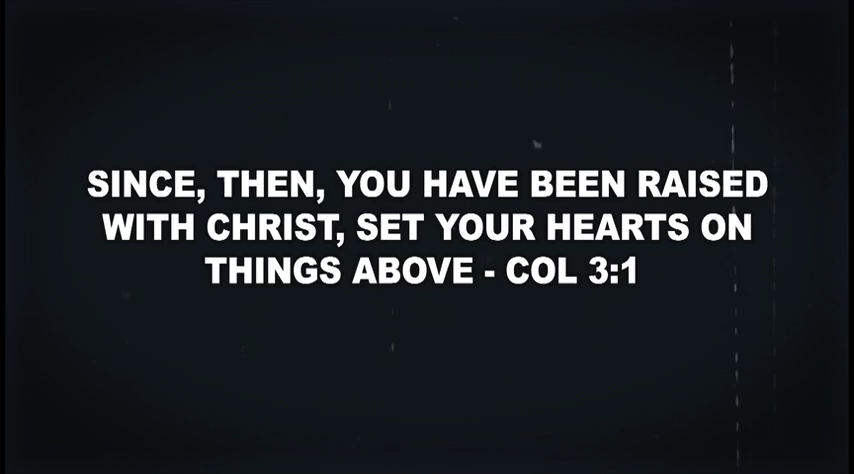 SINCE, THEN, YOU HAVE BEEN RAISED
WITH CHRIST, SET YOUR HEARTS ON
THINGS ABOVE - COL 3:1